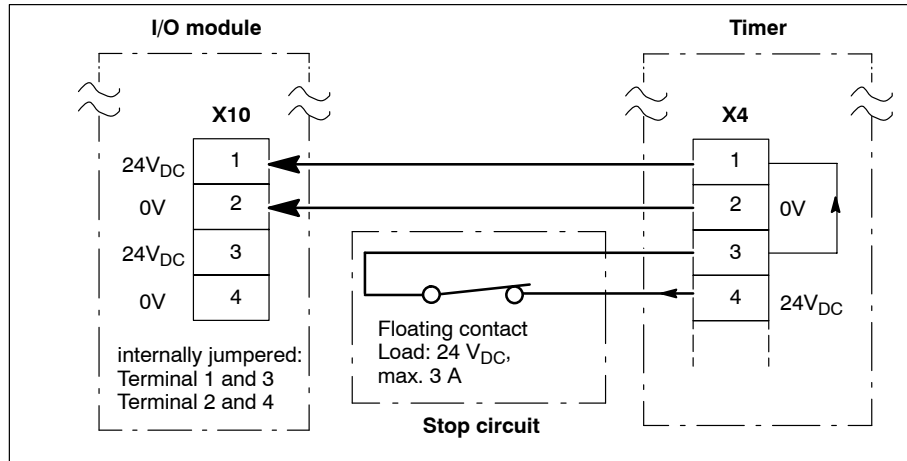 I/O module
Timer
X10
X4
24VDC 1
0V 2
24VDC 3
0V 4
1
2 0V
3
4 24VDC
internally jumpered:
Terminal 1 and 3
Terminal 2 and 4
Floating contact
Load: 24 VDC,
max. 3 A
Stop circuit